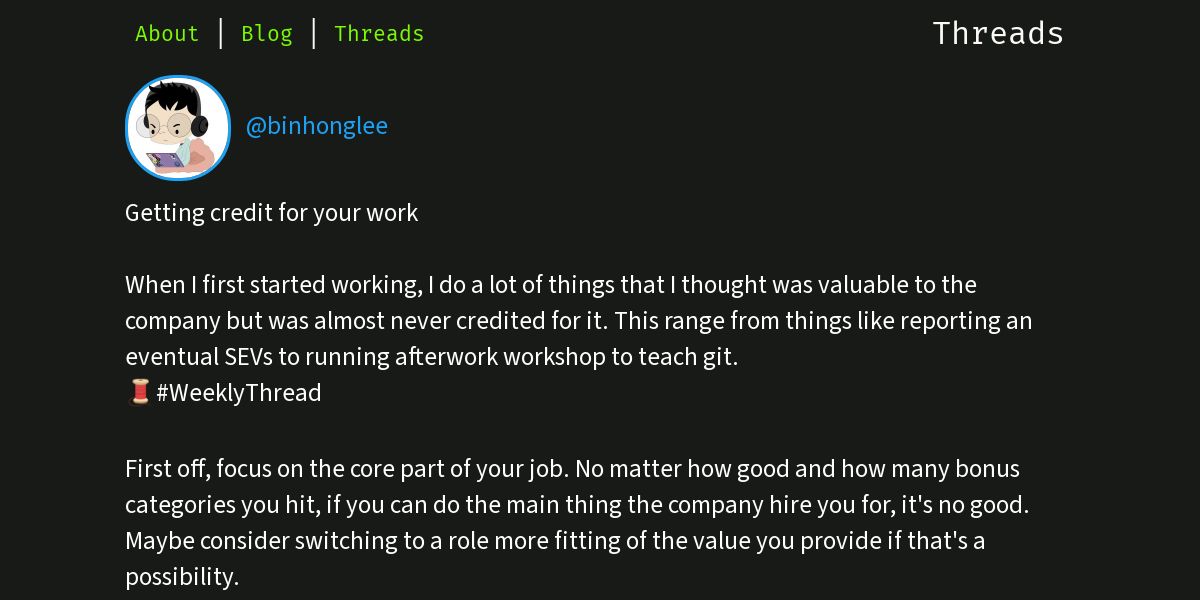 About | Blog | Threads
Threads
@binhonglee
Getting credit for your work
When I first started working, I do a lot of things that I thought was valuable to the
company but was almost never credited for it. This range from things like reporting an
eventual SEVs to running afterwork workshop to teach git.
🧵 #WeeklyThread
First off, focus on the core part of your job. No matter how good and how many bonus
categories you hit, if you can do the main thing the company hire you for, it's no good.
Maybe consider switching to a role more fitting of the value you provide if that's a
possibility.